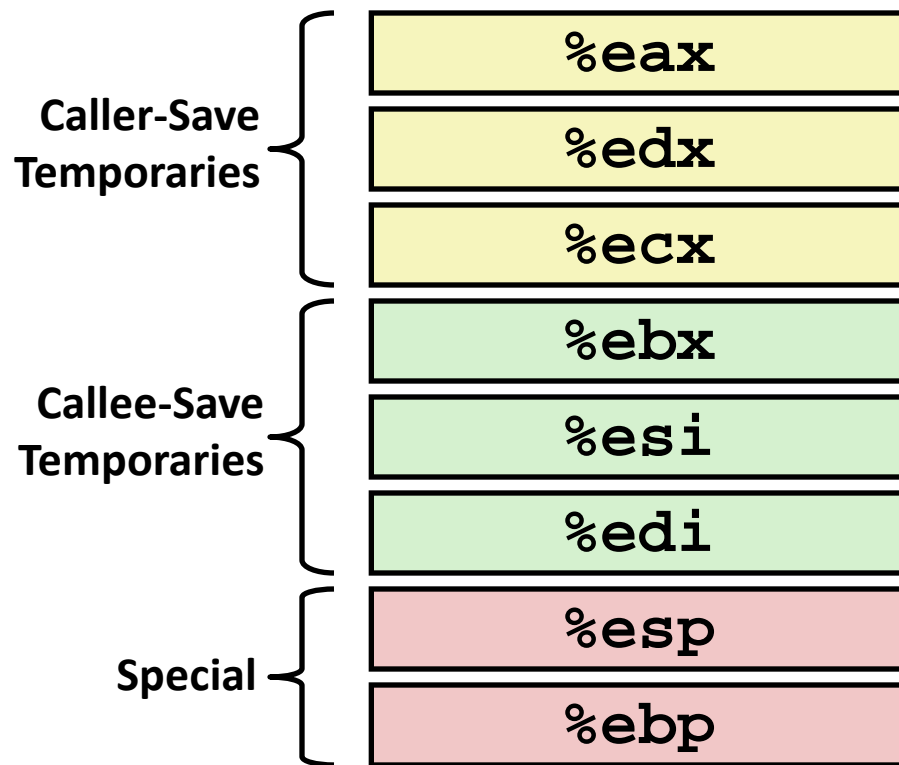 Caller-Save
Temporaries
%eax
%edx
%ecx
Callee-Save
Temporaries
%ebx
%esi
%edi
Special
%esp
%ebp